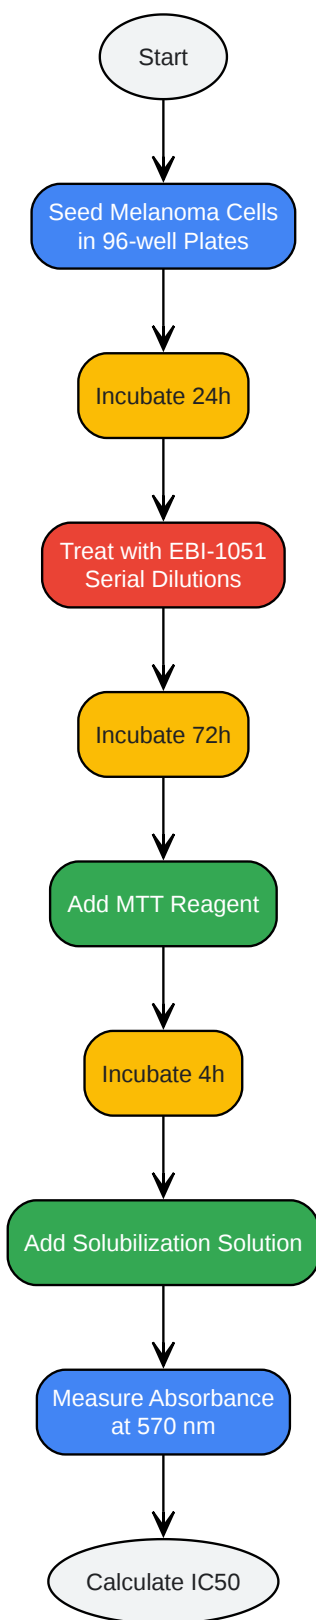 Start
Seed Melanoma Cells
in 96-well Plates
Incubate 24h
Treat with EBI-1051
Serial Dilutions
Incubate 72h
Add MTT Reagent
Incubate 4h
Add Solubilization Solution
Measure Absorbance
at 570 nm
Calculate IC50